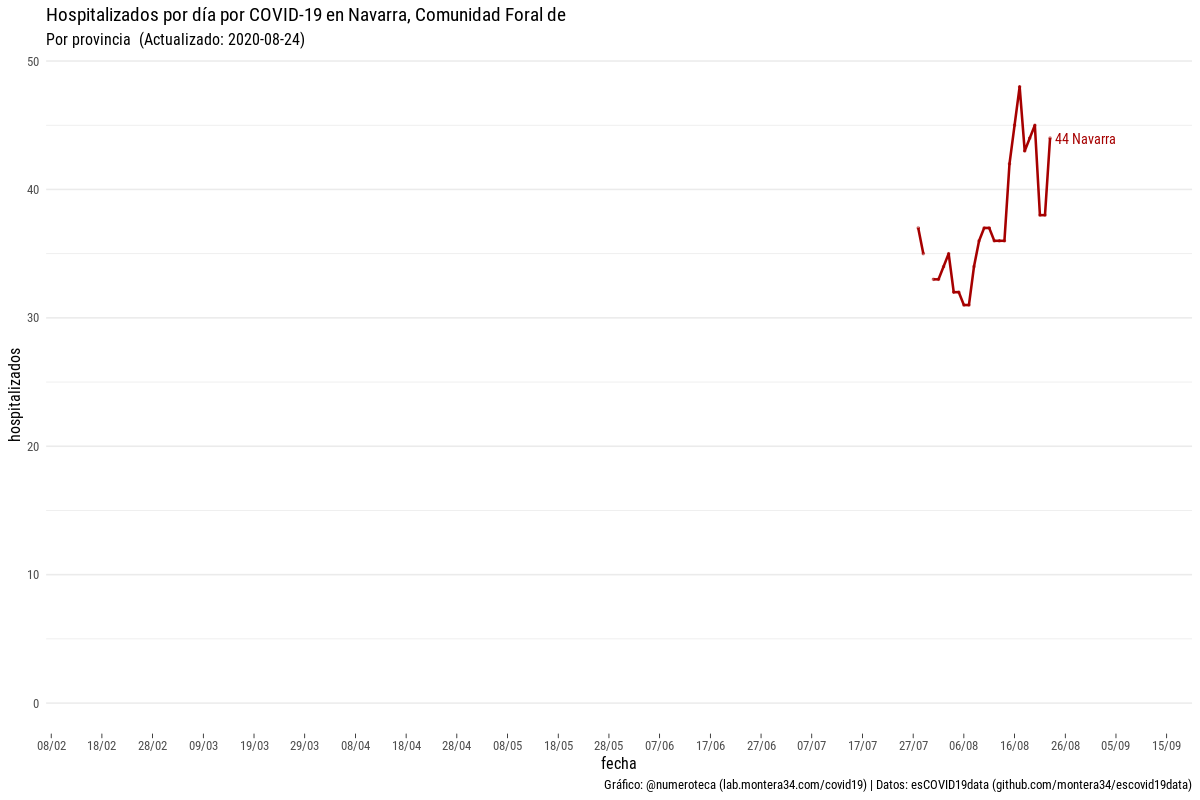 Hospitalizados por día por COVID-19 en Navarra, Comunidad Foral de
Por provincia  (Actualizado: 2020-08-24)
50
40
30
20
10
0
hospitalizados
44 Navarra
08/02 18/02 28/02 09/03 19/03 29/03 08/04 18/04 28/04 08/05 18/05 28/05 07/06 17/06 27/06 07/07 17/07 27/07 06/08 16/08 26/08 05/09 15/09
fecha
Gráfico: @numeroteca (lab.montera34.com/covid19) | Datos: esCOVID19data (github.com/montera34/escovid19data)